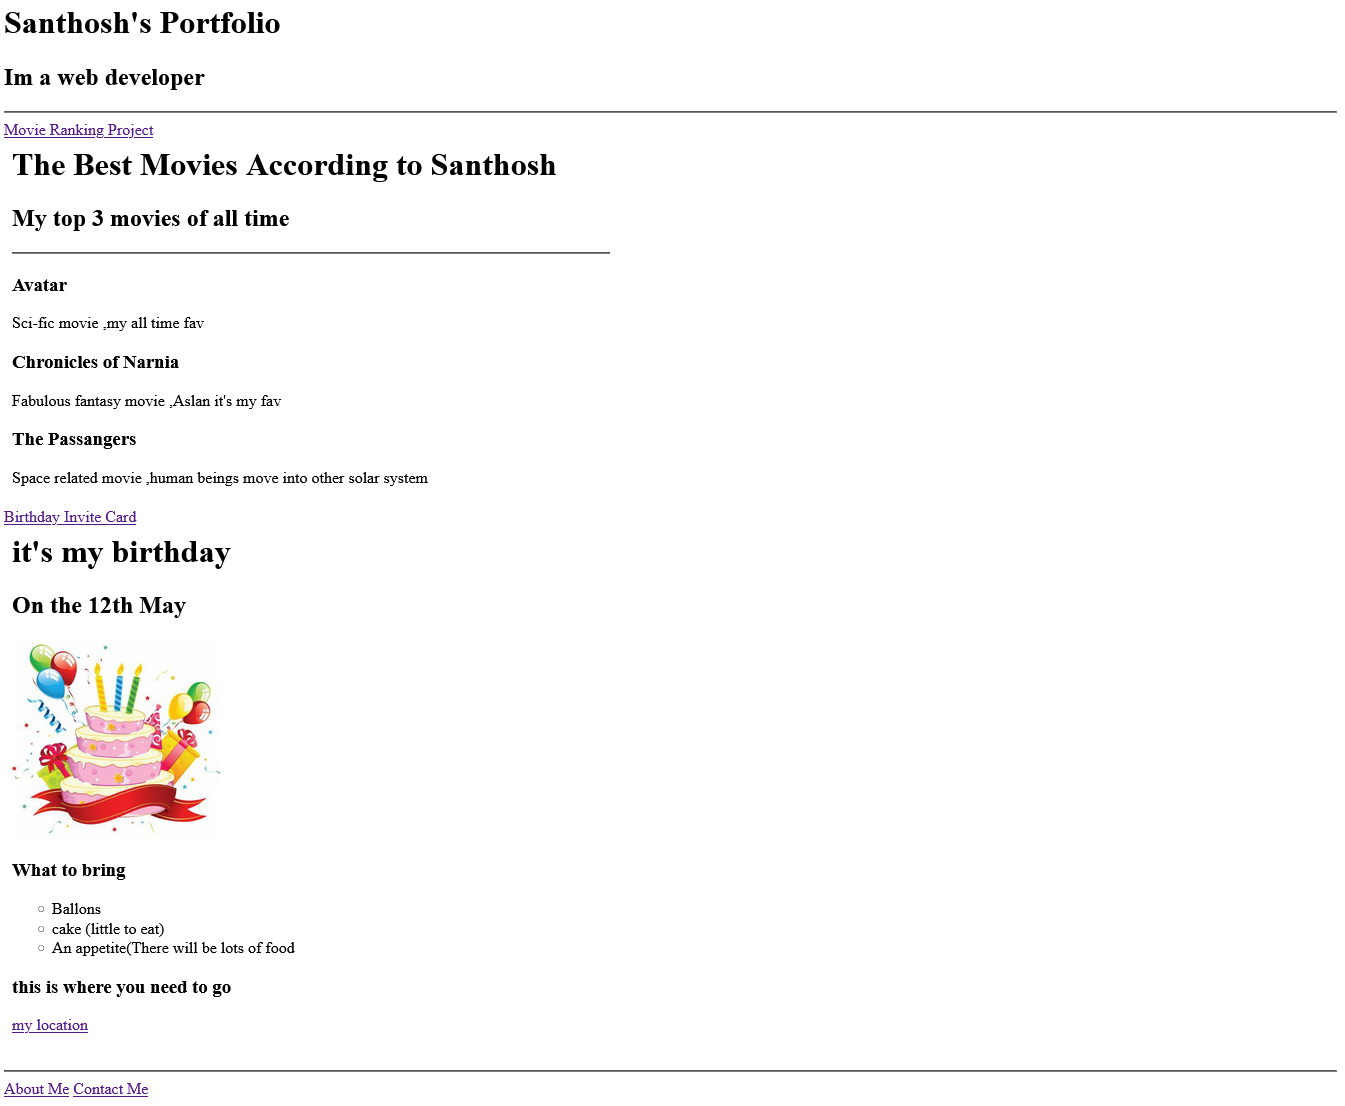 Santhosh's Portfolio
Im a web developer
Movie Ranking Project
The Best Movies According to Santhosh
My top 3 movies of all time
Avatar
Sci-fic movie ,my all time fav
Chronicles of Narnia
Fabulous fantasy movie ,Aslan it's my fav
The Passangers
Space related movie ,human beings move into other solar system
Birthday Invite Card
it's my birthday
On the 12th May
What to bring
Ballons
cake (little to eat)
An appetite(There will be lots of food
this is where you need to go
my location
About Me Contact Me